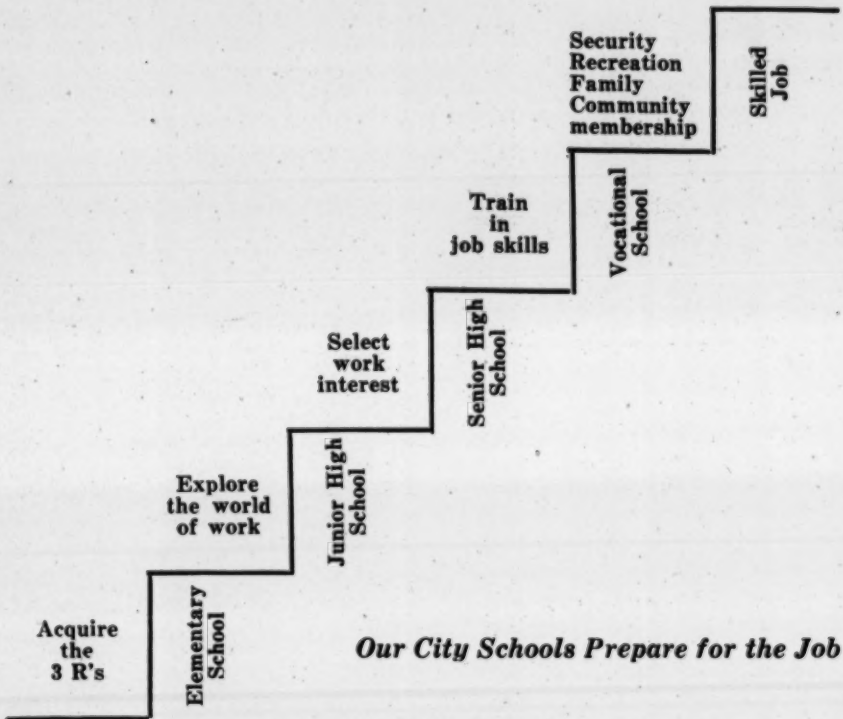 Security
Recreation
Family
Community
membership
Skilled
Job
Train
in
job skills
Vocational
School
Select
work
interest
Senior High
School
Explore
the world
of work
Junior High
School
Acquire
the
3 R's
Elementary
School
Our City Schools Prepare for the Job